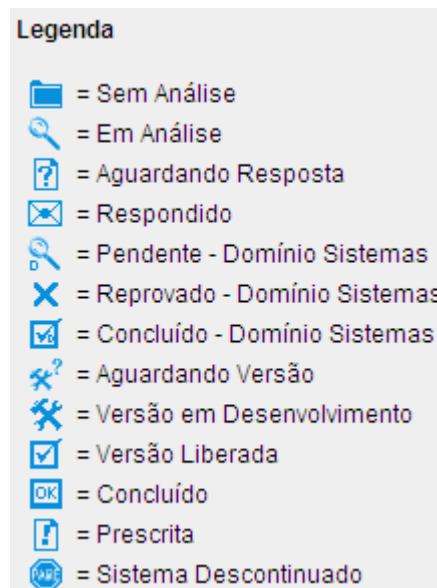 Legenda
= Sem Análise
= Em Análise
? = Aguardando Resposta
= Respondido
D = Pendente - Domínio Sistemas
= Reprovado - Domínio Sistemas
= Concluído - Domínio Sistemas
? = Aguardando Versão
= Versão em Desenvolvimento
= Versão Liberada
OK = Concluído
! = Prescrita
PARE = Sistema Descontinuado